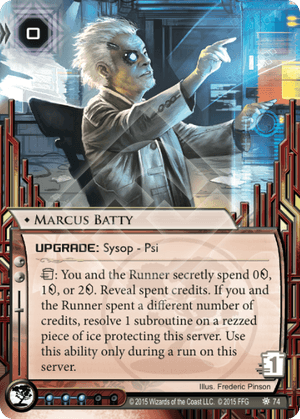 0
♦ MARCUS BATTY
UPGRADE: Sysop - Psi
: You and the Runner secretly spend 0,
1, or 2. Reveal spent credits. If you and
the Runner spent a different number of
credits, resolve 1 subroutine on a rezzed
piece of ice protecting this server. Use
this ability only during a run on this
server.
1
Illus. Frederic Pinson
© 2015 Wizards of the Coast LLC. © 2015 FFG
74